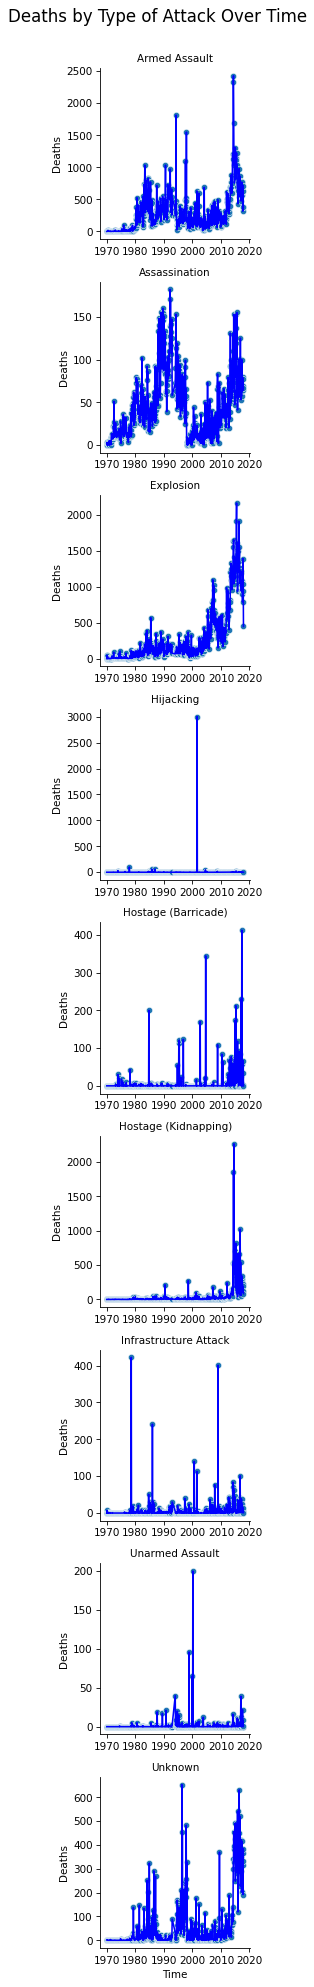 Deaths by Type of Attack Over Time
Armed Assault
2500
2000
1500
1000
500
0
Deaths
1970 1980 1990 2000 2010 2020
Assassination
150
100
50
0
Deaths
1970 1980 1990 2000 2010 2020
Explosion
2000
1500
1000
500
0
Deaths
1970 1980 1990 2000 2010 2020
Hijacking
3000
2500
2000
1500
1000
500
0
Deaths
1970 1980 1990 2000 2010 2020
Hostage (Barricade)
400
300
200
100
0
Deaths
1970 1980 1990 2000 2010 2020
Hostage (Kidnapping)
2000
1500
1000
500
0
Deaths
1970 1980 1990 2000 2010 2020
Infrastructure Attack
400
300
200
100
0
Deaths
1970 1980 1990 2000 2010 2020
Unarmed Assault
200
150
100
50
0
Deaths
1970 1980 1990 2000 2010 2020
Unknown
600
500
400
300
200
100
0
Deaths
1970 1980 1990 2000 2010 2020
Time